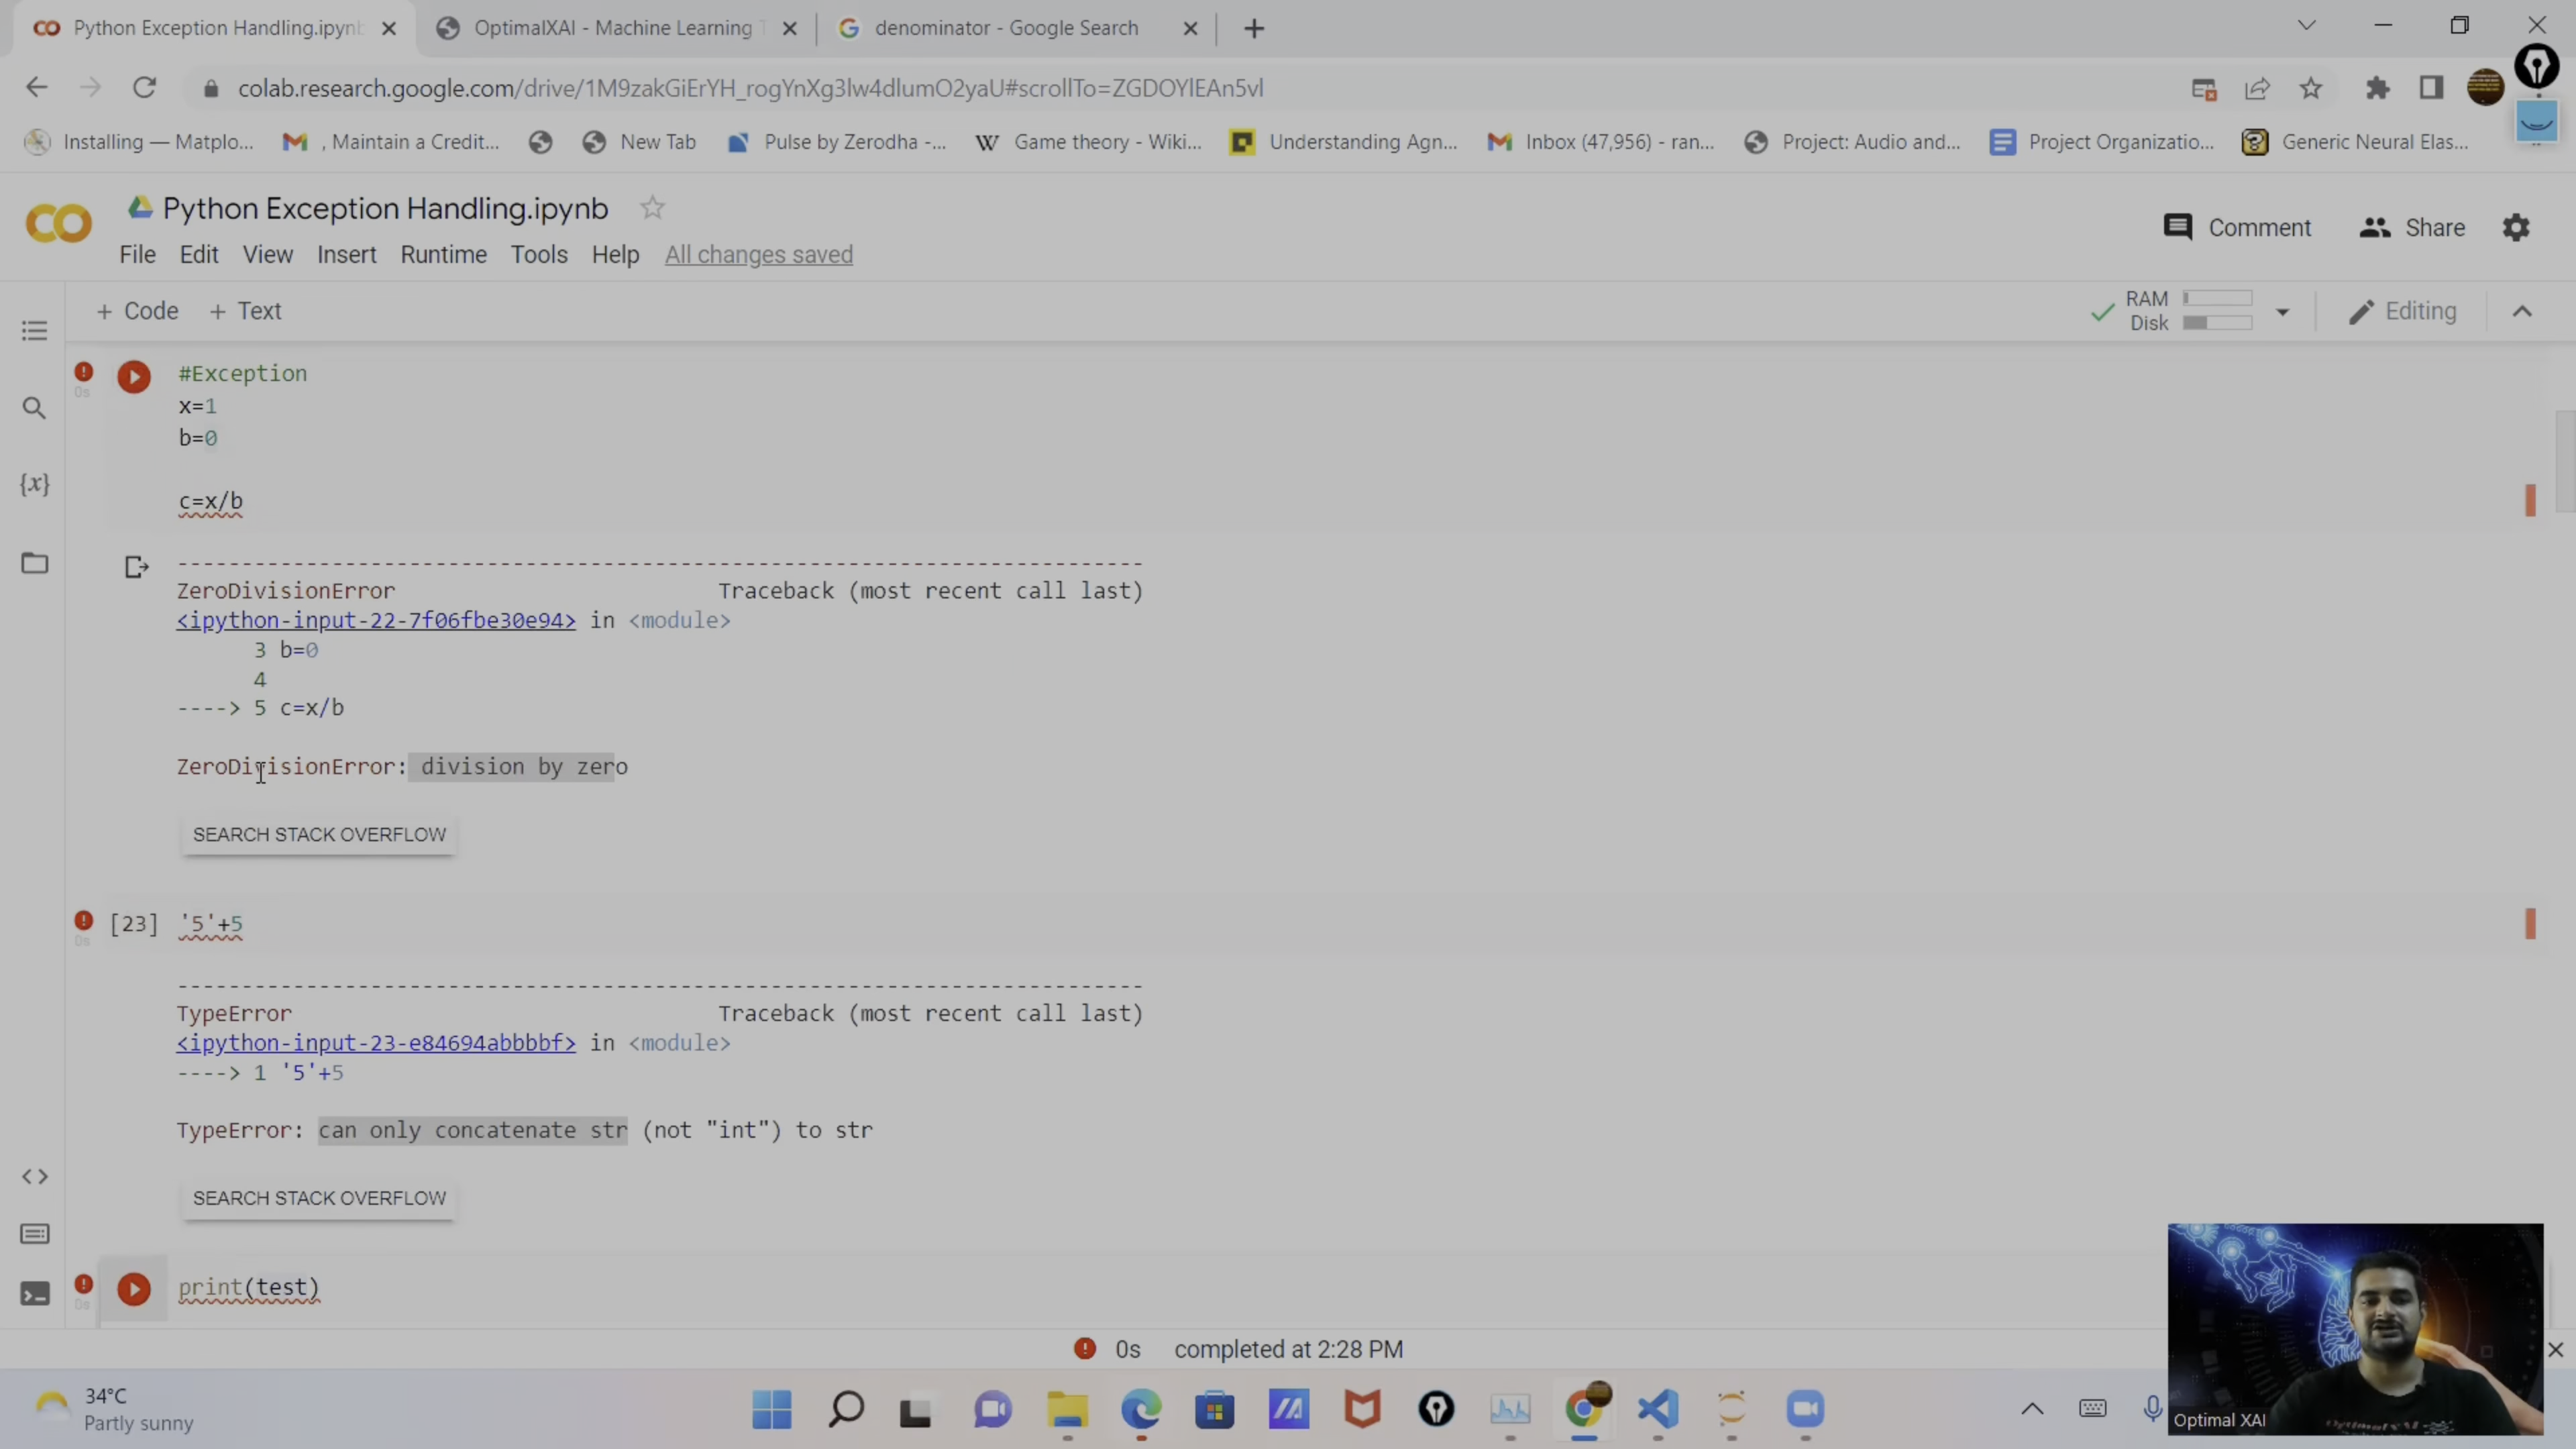 Python Exception Handling.ipynb
OptimalXAI - Machine Learning T
denominator - Google Search
colab.research.google.com/drive/1M9zakGiErYH_rogYnXg3lw4dlumO2yaU#scrollTo=ZGDOYlEAn5vl
Installing — Matplo...
, Maintain a Credit...
New Tab
Pulse by Zerodha -...
Game theory - Wiki...
Understanding Agn...
Inbox (47,956) - ran...
Project: Audio and...
Project Organizatio...
Generic Neural Elas...
Python Exception Handling.ipynb
Comment
Share
File Edit View Insert Runtime Tools Help All changes saved
+ Code + Text
RAM
Disk
Editing
#Exception
0s
x=1
b=0
{x}
c=x/b
---------------------------------------------------------------------------
ZeroDivisionError Traceback (most recent call last)
<ipython-input-22-7f06fbe30e94> in <module>
3 b=0
4
----> 5 c=x/b
ZeroDivisionError: division by zero
SEARCH STACK OVERFLOW
[23] '5'+5
0s
---------------------------------------------------------------------------
TypeError Traceback (most recent call last)
<ipython-input-23-e84694abbbbf> in <module>
----> 1 '5'+5
TypeError: can only concatenate str (not "int") to str
SEARCH STACK OVERFLOW
print(test)
0s
0s completed at 2:28 PM
34°C
Partly sunny
Optimal XAI